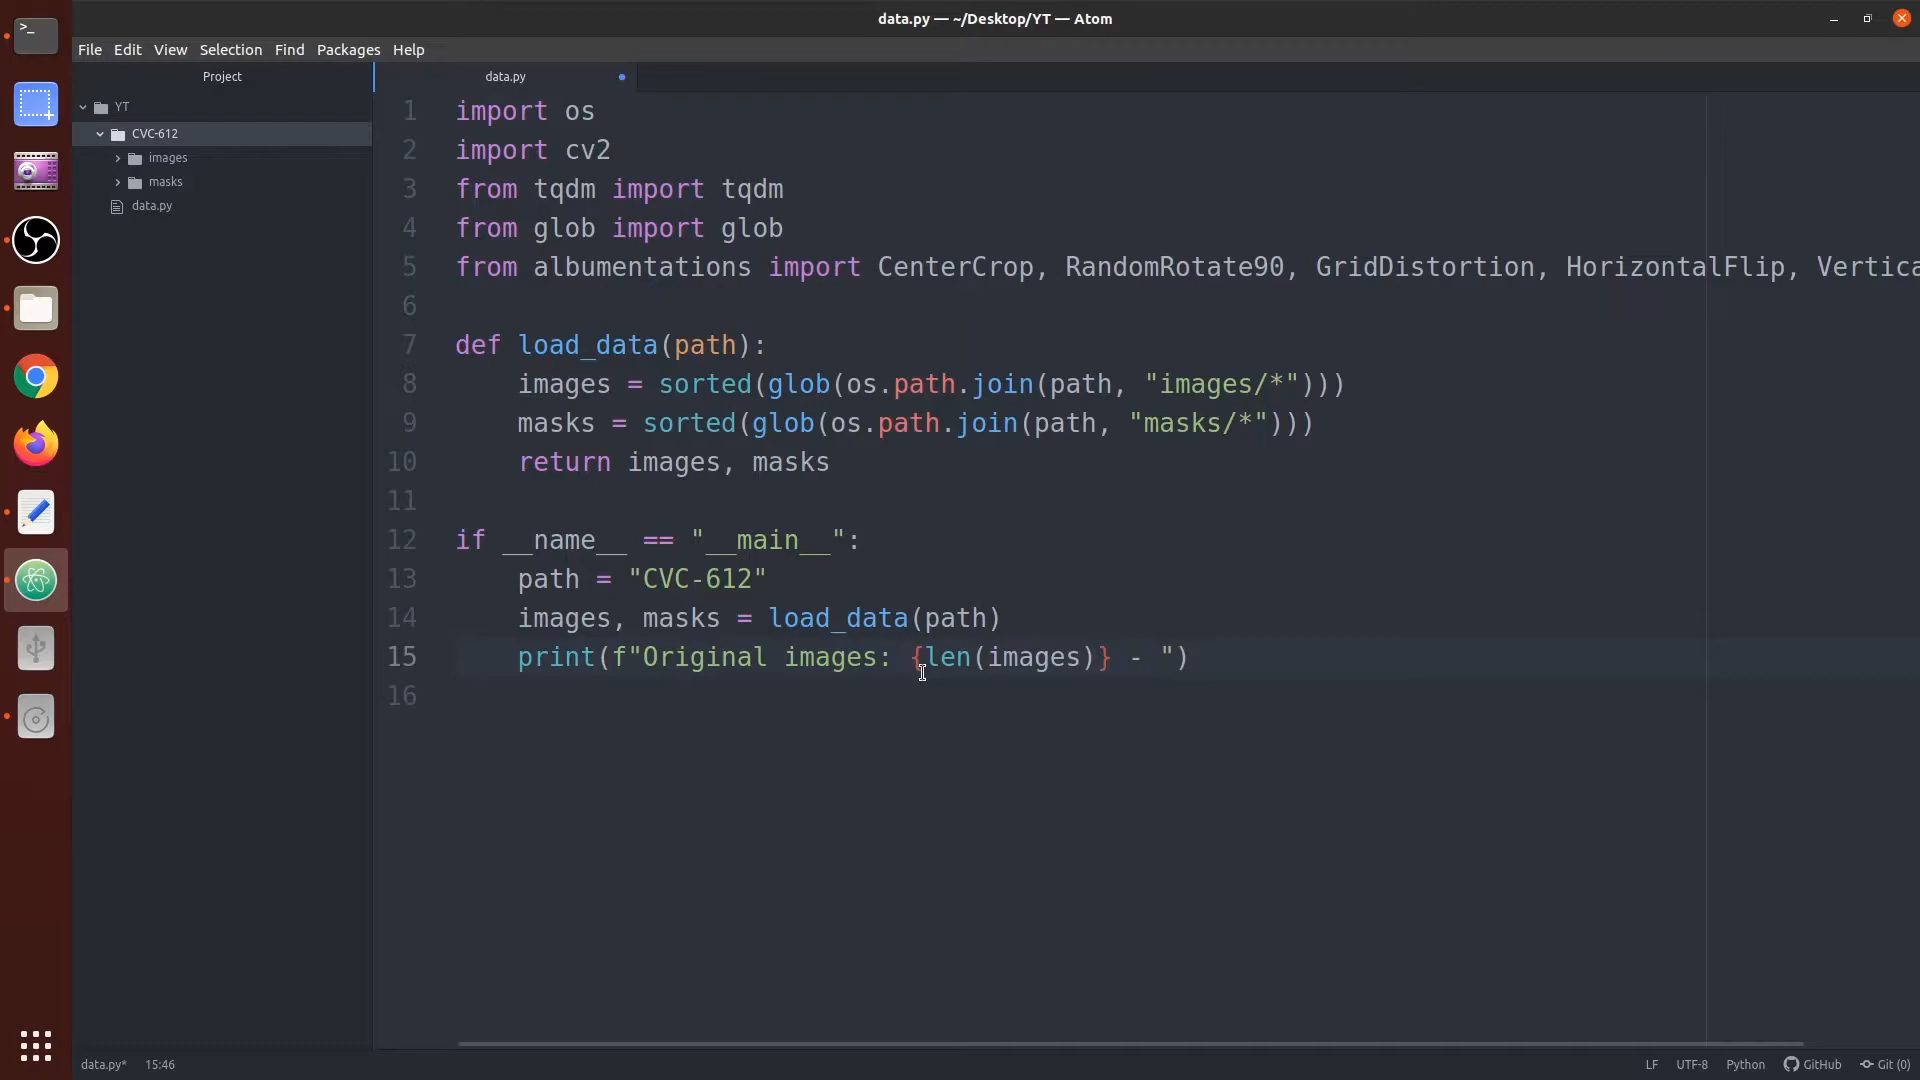 data.py — ~/Desktop/YT — Atom
File Edit View Selection Find Packages Help
Project
data.py
YT
CVC-612
images
masks
data.py
1 import os
2 import cv2
3 from tqdm import tqdm
4 from glob import glob
5 from albumentations import CenterCrop, RandomRotate90, GridDistortion, HorizontalFlip, Vertica
6
7 def load_data(path):
8 images = sorted(glob(os.path.join(path, "images/*")))
9 masks = sorted(glob(os.path.join(path, "masks/*")))
10 return images, masks
11
12 if __name__ == "__main__":
13 path = "CVC-612"
14 images, masks = load_data(path)
15 print(f"Original images: {len(images)} - ")
16
data.py* 15:46 LF UTF-8 Python GitHub Git (0)